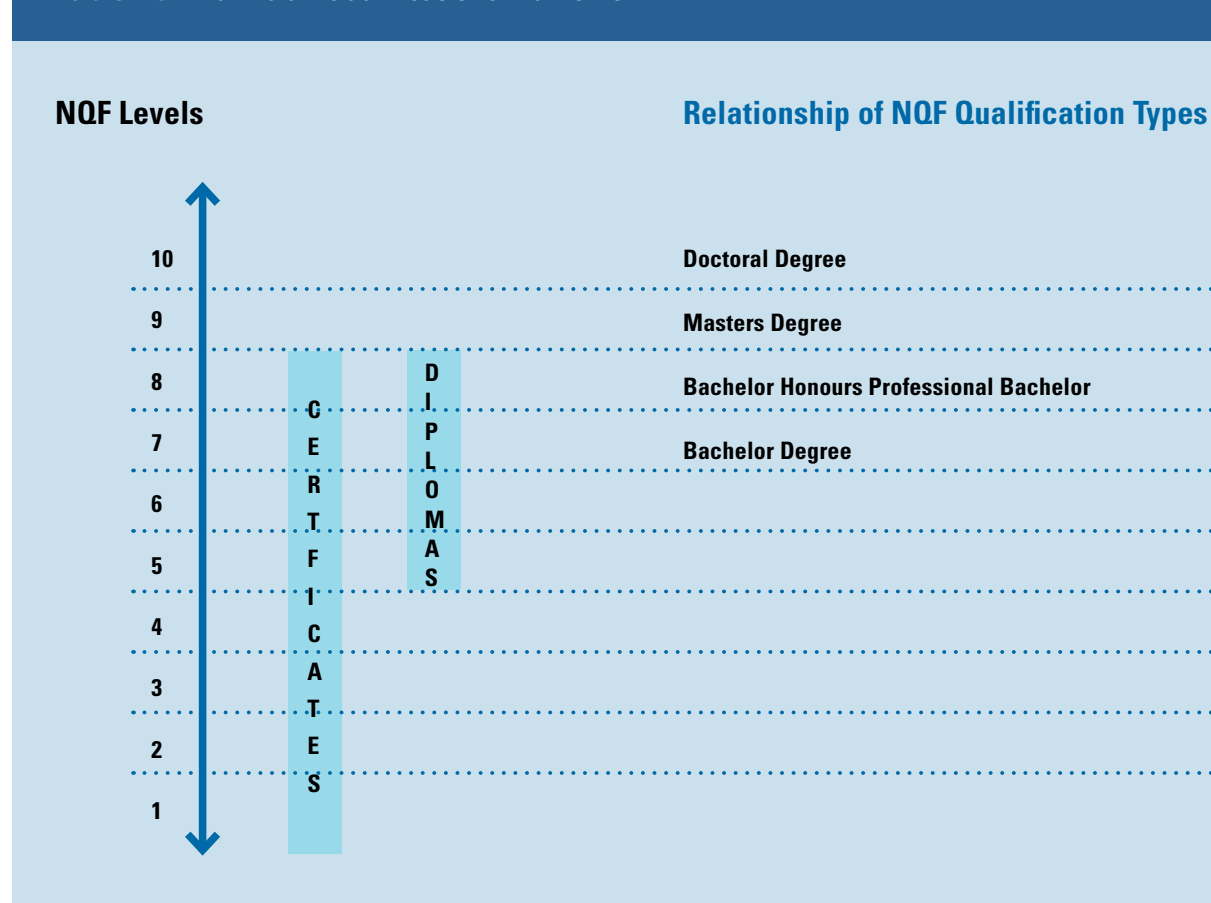 NQF Levels
Relationship of NQF Qualification Types
10
Doctoral Degree
9
Masters Degree
8
Bachelor Honours Professional Bachelor
7
Bachelor Degree
6
5
4
3
2
1
CERTFICATES
DIPLOMAS